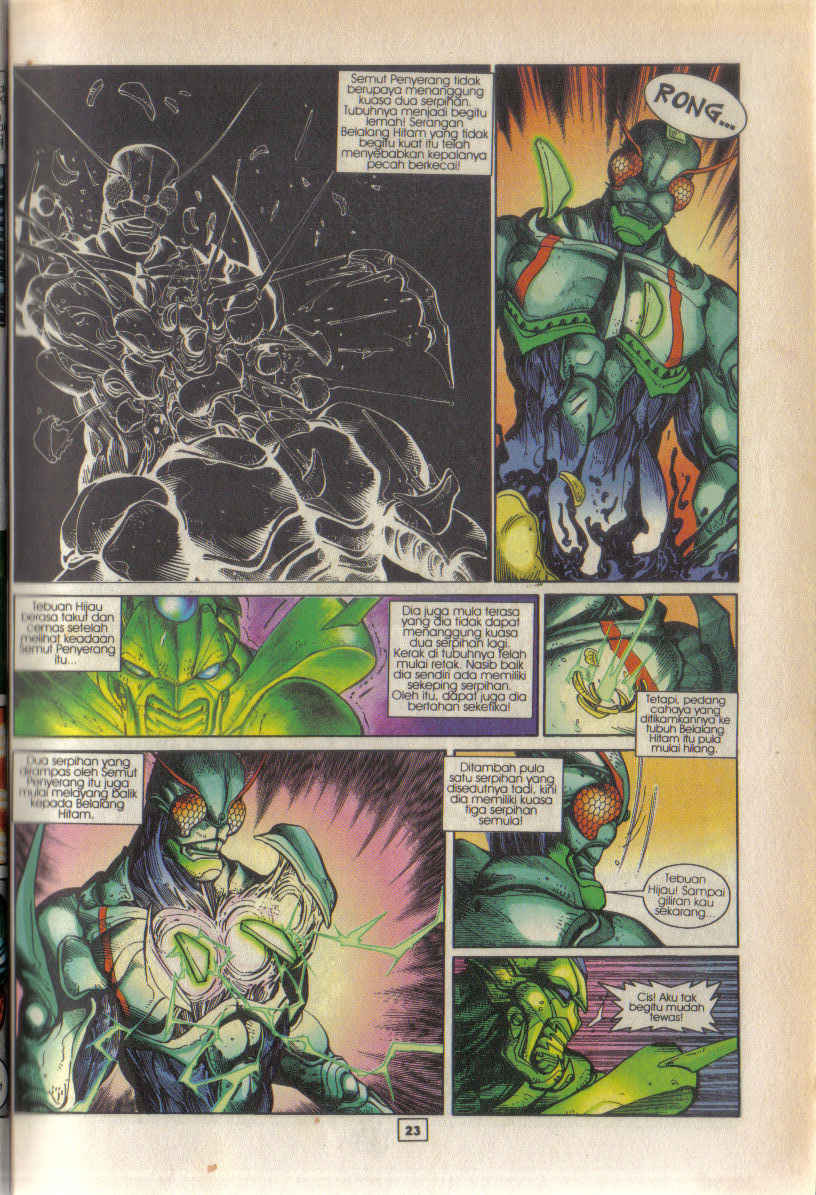 Semut Penyerang tidak
berupaya menanggung
kuasa dua serpihan.
Tubuhnya menjadi begitu
lemah! Serangan
Belalang Hitam yang tidak
begitu kuat itu telah
menyebabkan kepalanya
pecah berkecai!
RONG...
Tebuan Hijau
berasa takut dan
cemas setelah
melihat keadaan
Semut Penyerang
itu...
Dia juga mula terasa
yang dia tidak dapat
menanggung kuasa
dua serpihan lagi.
Kerak di tubuhnya Telah
mulai retak. Nasib baik
dia sendiri ada memiliki
sekeping serpihan.
Oleh itu, dapat juga dia
bertahan seketika!
Tetapi, pedang
cahaya yang
ditikamkannya ke
tubuh Belalang
Hitam itu pula
mulai hilang.
Dua serpihan yang
dirampas oleh Semut
Penyerang itu juga
mulai melayang balik
kepada Belalang
Hitam.
Ditambah pula
satu serpihan yang
disedutnya tadi, kini
dia memiliki kuasa
tiga serpihan
semula!
Tebuan
Hijau! Sampai
giliran kau
sekarang...
Cis! Aku tak
begitu mudah
tewas!
23